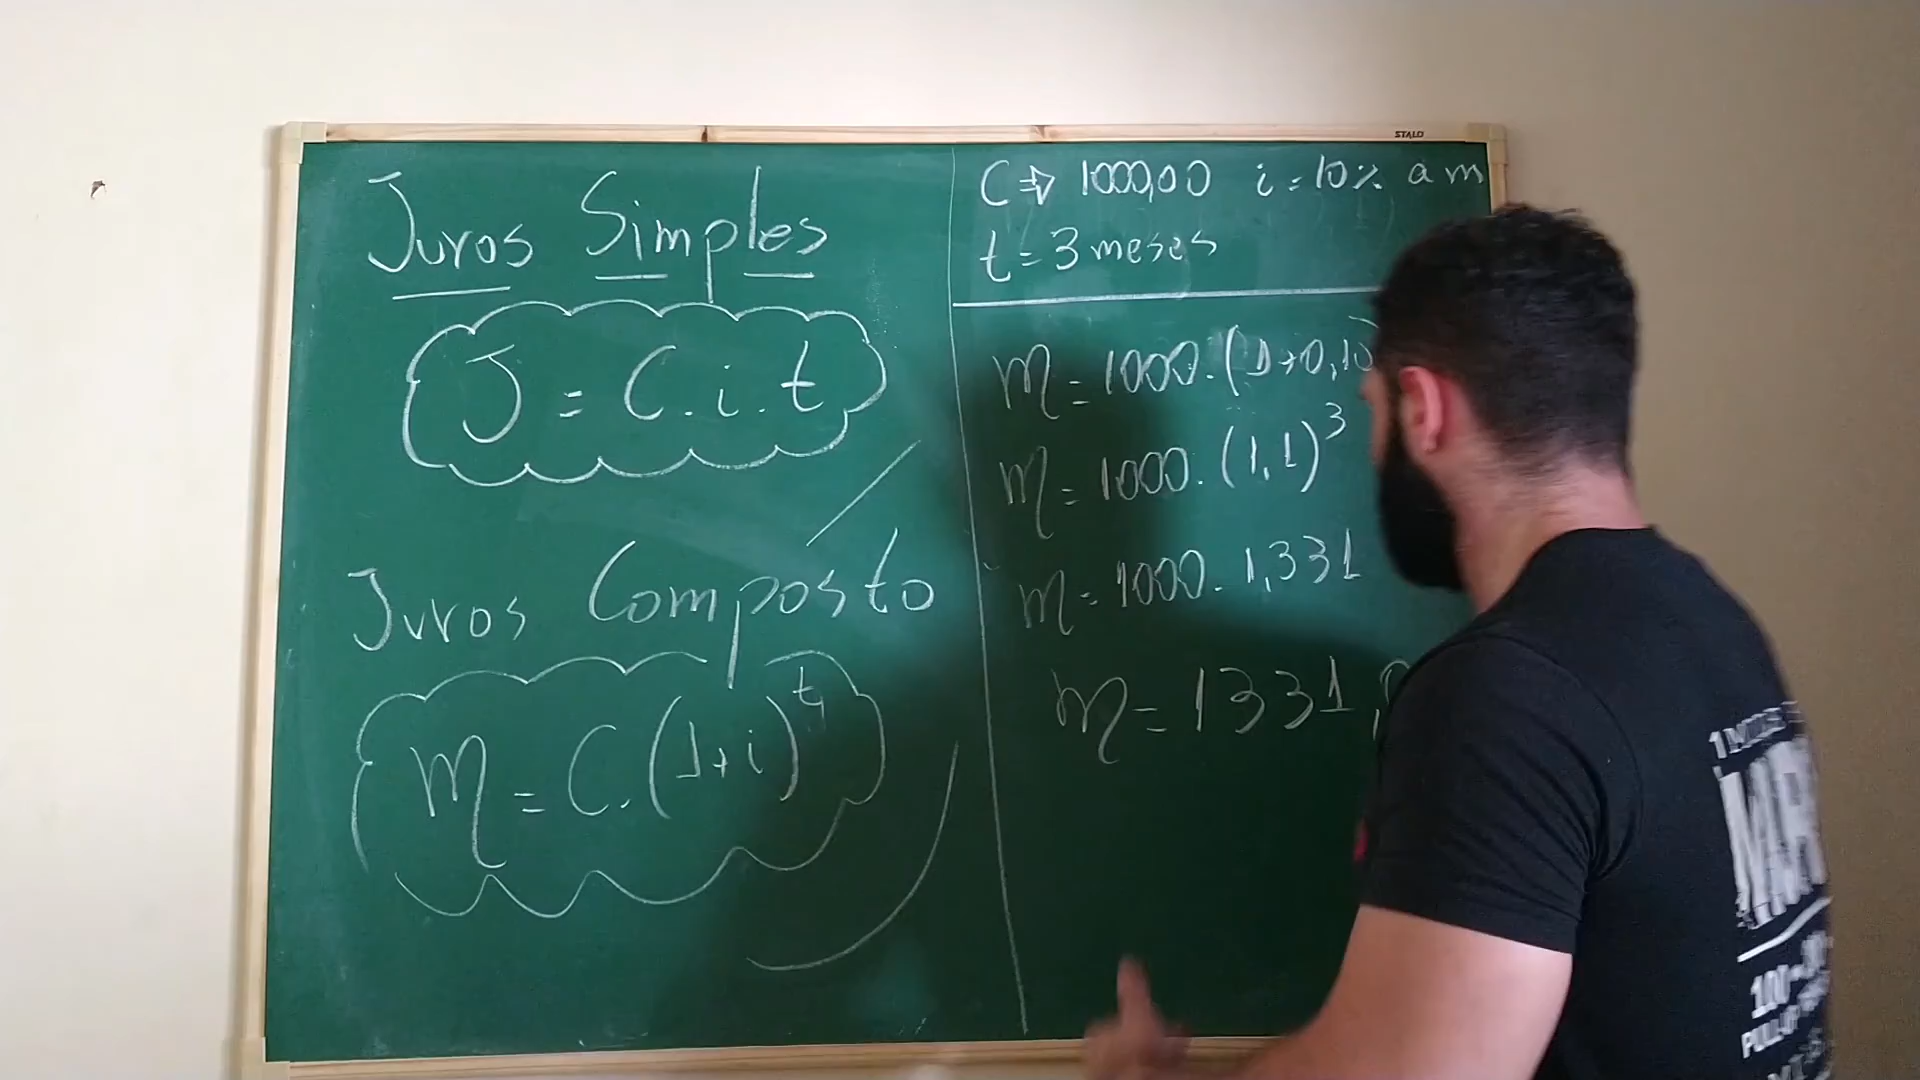 Juros Simples
J = C.i.t
Juros Composto
M = C.(1+i)^t
STALO
C ⇒ 1000,00 i = 10% a m
t = 3 meses
M = 1000.(1+0,10)
M = 1000.(1,1)^3
M = 1000.1,331
M = 1331,